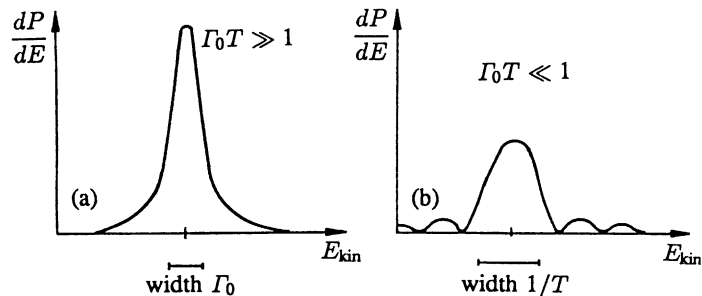 dP
dE
Γ₀T ≫ 1
(a)
E_kin
width Γ₀
dP
dE
Γ₀T ≪ 1
(b)
E_kin
width 1/T